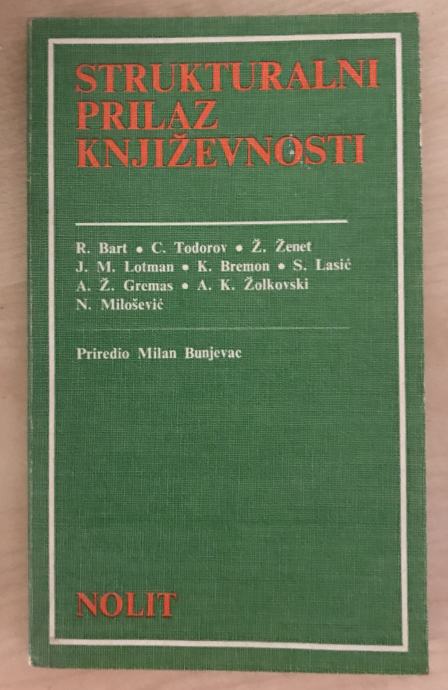 STRUKTURALNI
PRILAZ
KNJIŽEVNOSTI
R. Bart • C. Todorov • Ž. Ženet
J. M. Lotman • K. Bremon • S. Lasić
A. Ž. Gremas • A. K. Žolkovski
N. Milošević
Priredio Milan Bunjevac
NOLIT